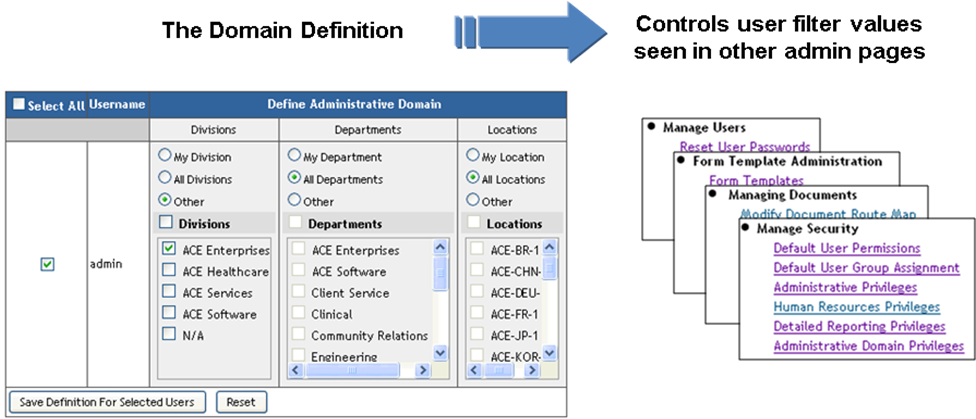 The Domain Definition
Controls user filter values
seen in other admin pages
Select All Username Define Administrative Domain
Divisions Departments Locations
My Division My Department My Location
All Divisions All Departments All Locations
Other Other Other
Divisions Departments Locations
ACE Enterprises ACE Enterprises ACE-BR-1
admin ACE Healthcare ACE Software ACE-CHN-
ACE Services Client Service ACE-DEU-
ACE Software Clinical ACE-FR-1
N/A Community Relations ACE-JP-1
Engineering ACE-KOR-
Save Definition For Selected Users Reset
Manage Users
Reset User Passwords
Form Template Administration
Form Templates
Managing Documents
Modify Document Route Map
Manage Security
Default User Permissions
Default User Group Assignment
Administrative Privileges
Human Resources Privileges
Detailed Reporting Privileges
Administrative Domain Privileges